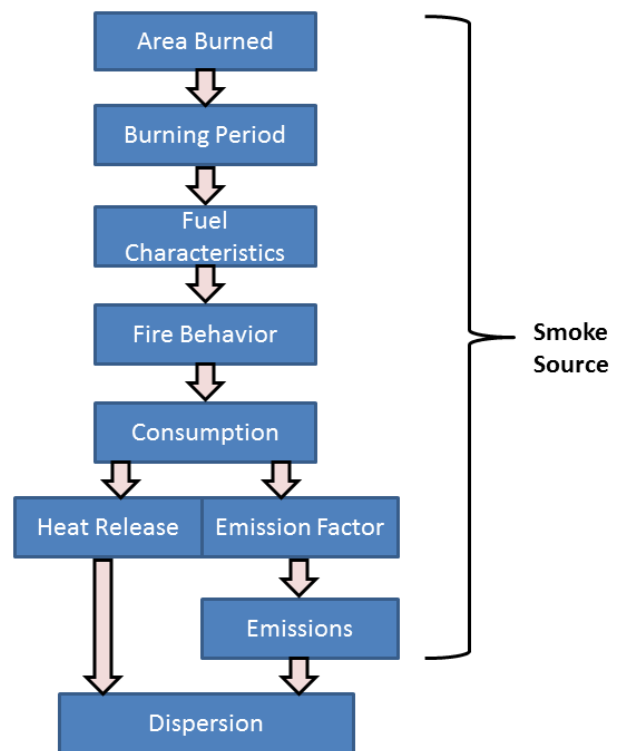 Area Burned
Burning Period
Fuel
Characteristics
Fire Behavior
Consumption
Heat Release
Emission Factor
Emissions
Dispersion
Smoke
Source